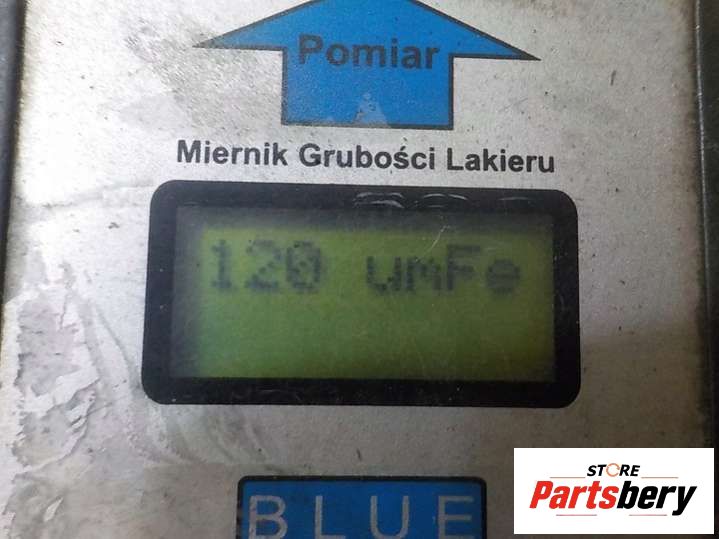 Pomiar
Miernik Grubości Lakieru
120 umFe
BLUE
STORE
Partsbery